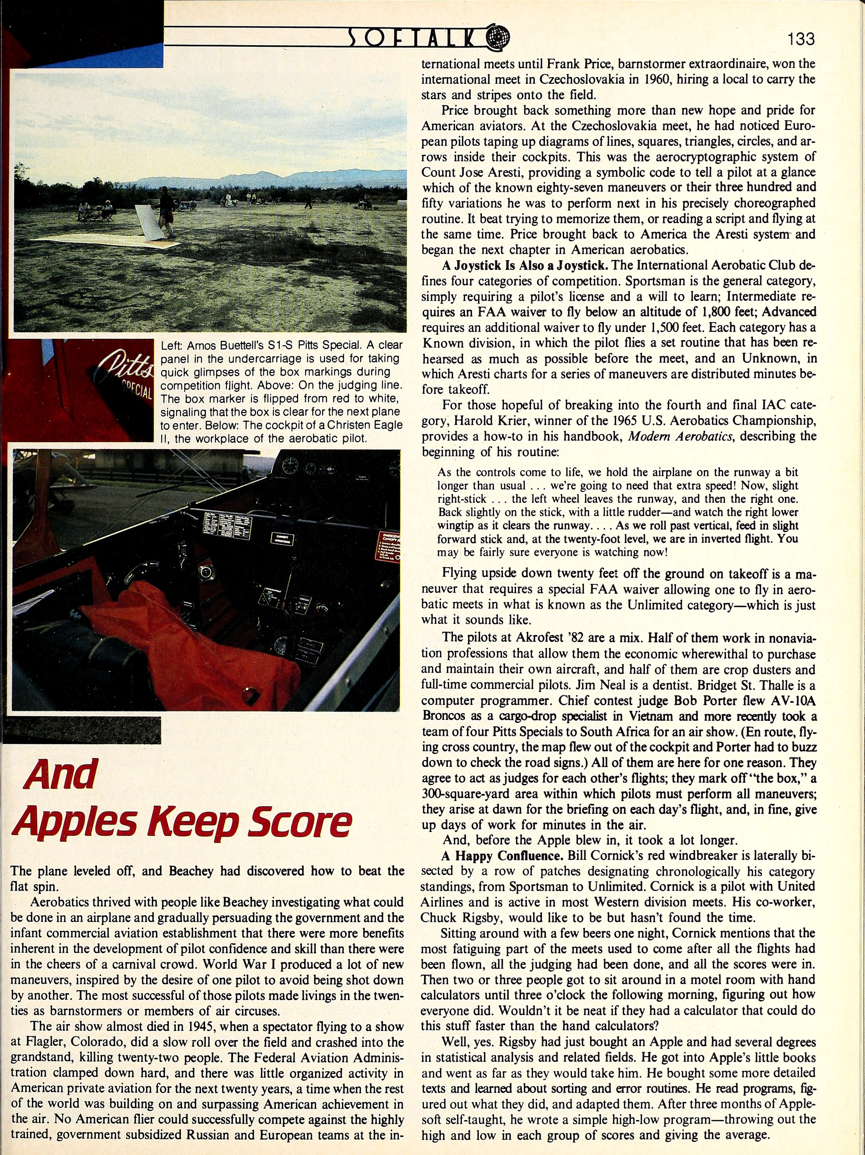 SOFTALK
133
Pitts
SPECIAL
Left: Amos Buettell's S1-S Pitts Special. A clear
panel in the undercarriage is used for taking
quick glimpses of the box markings during
competition flight. Above: On the judging line.
The box marker is flipped from red to white,
signaling that the box is clear for the next plane
to enter. Below: The cockpit of a Christen Eagle
II, the workplace of the aerobatic pilot.
And
Apples Keep Score
The plane leveled off, and Beachey had discovered how to beat the
flat spin.
Aerobatics thrived with people like Beachey investigating what could
be done in an airplane and gradually persuading the government and the
infant commercial aviation establishment that there were more benefits
inherent in the development of pilot confidence and skill than there were
in the cheers of a carnival crowd. World War I produced a lot of new
maneuvers, inspired by the desire of one pilot to avoid being shot down
by another. The most successful of those pilots made livings in the twen-
ties as barnstormers or members of air circuses.
The air show almost died in 1945, when a spectator flying to a show
at Flagler, Colorado, did a slow roll over the field and crashed into the
grandstand, killing twenty-two people. The Federal Aviation Adminis-
tration clamped down hard, and there was little organized activity in
American private aviation for the next twenty years, a time when the rest
of the world was building on and surpassing American achievement in
the air. No American flier could successfully compete against the highly
trained, government subsidized Russian and European teams at the in-
ternational meets until Frank Price, barnstormer extraordinaire, won the
international meet in Czechoslovakia in 1960, hiring a local to carry the
stars and stripes onto the field.
Price brought back something more than new hope and pride for
American aviators. At the Czechoslovakia meet, he had noticed Euro-
pean pilots taping up diagrams of lines, squares, triangles, circles, and ar-
rows inside their cockpits. This was the aerocryptographic system of
Count Jose Aresti, providing a symbolic code to tell a pilot at a glance
which of the known eighty-seven maneuvers or their three hundred and
fifty variations he was to perform next in his precisely choreographed
routine. It beat trying to memorize them, or reading a script and flying at
the same time. Price brought back to America the Aresti system and
began the next chapter in American aerobatics.
A Joystick Is Also a Joystick. The International Aerobatic Club de-
fines four categories of competition. Sportsman is the general category,
simply requiring a pilot's license and a will to learn; Intermediate re-
quires an FAA waiver to fly below an altitude of 1,800 feet; Advanced
requires an additional waiver to fly under 1,500 feet. Each category has a
Known division, in which the pilot flies a set routine that has been re-
hearsed as much as possible before the meet, and an Unknown, in
which Aresti charts for a series of maneuvers are distributed minutes be-
fore takeoff.
For those hopeful of breaking into the fourth and final IAC cate-
gory, Harold Krier, winner of the 1965 U.S. Aerobatics Championship,
provides a how-to in his handbook, Modern Aerobatics, describing the
beginning of his routine:
As the controls come to life, we hold the airplane on the runway a bit
longer than usual . . . we're going to need that extra speed! Now, slight
right-stick . . . the left wheel leaves the runway, and then the right one.
Back slightly on the stick, with a little rudder—and watch the right lower
wingtip as it clears the runway. . . . As we roll past vertical, feed in slight
forward stick and, at the twenty-foot level, we are in inverted flight. You
may be fairly sure everyone is watching now!
Flying upside down twenty feet off the ground on takeoff is a ma-
neuver that requires a special FAA waiver allowing one to fly in aero-
batic meets in what is known as the Unlimited category—which is just
what it sounds like.
The pilots at Akrofest '82 are a mix. Half of them work in nonavia-
tion professions that allow them the economic wherewithal to purchase
and maintain their own aircraft, and half of them are crop dusters and
full-time commercial pilots. Jim Neal is a dentist. Bridget St. Thalle is a
computer programmer. Chief contest judge Bob Porter flew AV-10A
Broncos as a cargo-drop specialist in Vietnam and more recently took a
team of four Pitts Specials to South Africa for an air show. (En route, fly-
ing cross country, the map flew out of the cockpit and Porter had to buzz
down to check the road signs.) All of them are here for one reason. They
agree to act as judges for each other's flights; they mark off "the box," a
300-square-yard area within which pilots must perform all maneuvers;
they arise at dawn for the briefing on each day's flight, and, in fine, give
up days of work for minutes in the air.
And, before the Apple blew in, it took a lot longer.
A Happy Confluence. Bill Cornick's red windbreaker is laterally bi-
sected by a row of patches designating chronologically his category
standings, from Sportsman to Unlimited. Cornick is a pilot with United
Airlines and is active in most Western division meets. His co-worker,
Chuck Rigsby, would like to be but hasn't found the time.
Sitting around with a few beers one night, Cornick mentions that the
most fatiguing part of the meets used to come after all the flights had
been flown, all the judging had been done, and all the scores were in.
Then two or three people got to sit around in a motel room with hand
calculators until three o'clock the following morning, figuring out how
everyone did. Wouldn't it be neat if they had a calculator that could do
this stuff faster than the hand calculators?
Well, yes. Rigsby had just bought an Apple and had several degrees
in statistical analysis and related fields. He got into Apple's little books
and went as far as they would take him. He bought some more detailed
texts and learned about sorting and error routines. He read programs, fig-
ured out what they did, and adapted them. After three months of Apple-
soft self-taught, he wrote a simple high-low program—throwing out the
high and low in each group of scores and giving the average.